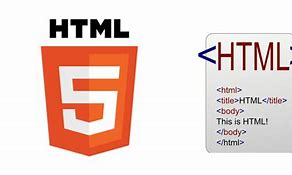 HTML
5
<HTML>
<html>
<title>HTML</title>
<body>
This is HTML!
</body>
</html>